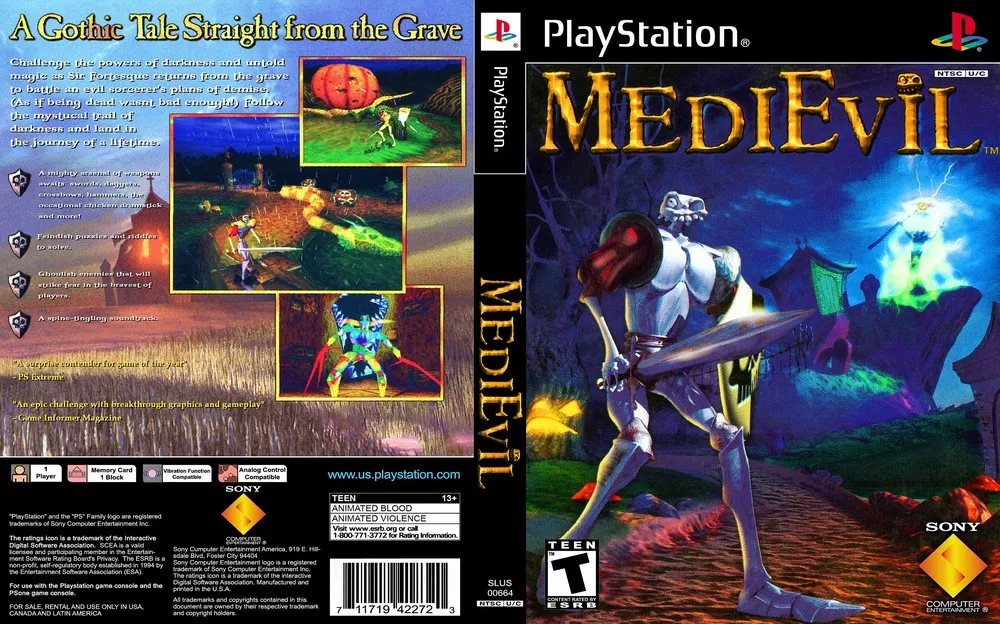 A Gothic Tale Straight from the Grave
Challenge the powers of darkness and untold
magic as Sir Fortesque returns from the grave
to battle an evil sorcerer's plans of demise.
(As if being dead wasnt bad enough!) Follow
the mystucal trail of
darkness and land in
the journey of a lifetime.
A mighty arsenal of weapons
awaits: swords, daggers,
crossbows, hammers, the
occational chicken drumstick
and more!
Feindish puzzles and riddles
to solve.
Ghoulish enemies that will
strike fear in the bravest of
players.
A spine-tingling soundtrack.
"A surprise contender for game of the year"
- PS Extreme
"An epic challenge with breakthrough graphics and gameplay"
- Game Informer Magazine
1
Player
Memory Card
1 Block
Vibration Function
Compatible
Analog Control
Compatible
www.us.playstation.com
"PlayStation" and the "PS" Family logo are registered
trademarks of Sony Computer Entertainment Inc.
The ratings icon is a trademark of the Interactive
Digital Software Association. SCEA is a valid
licensee and participating member in the Entertain-
ment Software Rating Board's Privacy. The ESRB is a
non-profit, self-regulatory body established in 1994 by
the Entertainment Software Association (ESA).
For use with the Playstation game console and the
PSone game console.
FOR SALE, RENTAL AND USE ONLY IN USA,
CANADA AND LATIN AMERICA
SONY
COMPUTER
ENTERTAINMENT ®
Sony Computer Entertainment America, 919 E. Hill-
sdale Blvd, Foster City 94404
Sony Computer Entertainment logo is a registered
trademark of Sony Computer Entertainment Inc.
The ratings icon is a trademark of the interactive
Digital Software Association. Manufactured and
printed in the U.S.A.
All trademarks and copyrights contained in this
document are owned by their respective trademark
and copyright holders.
TEEN 13+
ANIMATED BLOOD
ANIMATED VIOLENCE
Visit www.esrb.org or call
1-800-771-3772 for Rating Information.
7 11719 42272 3
PlayStation®
MEDIEVIL
SLUS
00664
NTSC U/C
PlayStation®
NTSC U/C
MEDIEVIL™
TEEN
T
CONTENT RATED BY
ESRB
SONY
COMPUTER
ENTERTAINMENT ®